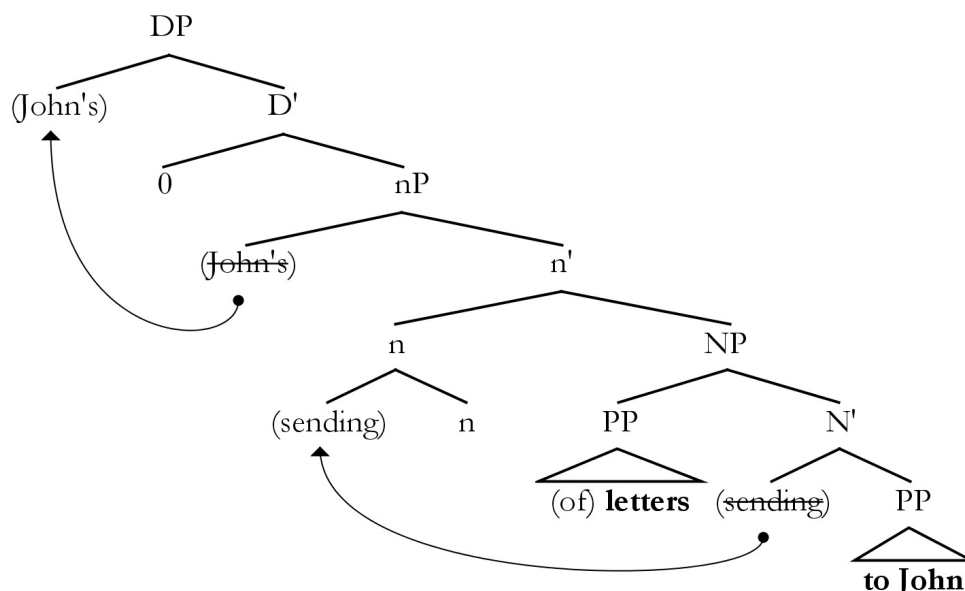 DP
(John's) D'
0 nP
(John's) n'
n NP
(sending) n PP N'
(of) letters (sending) PP
to John